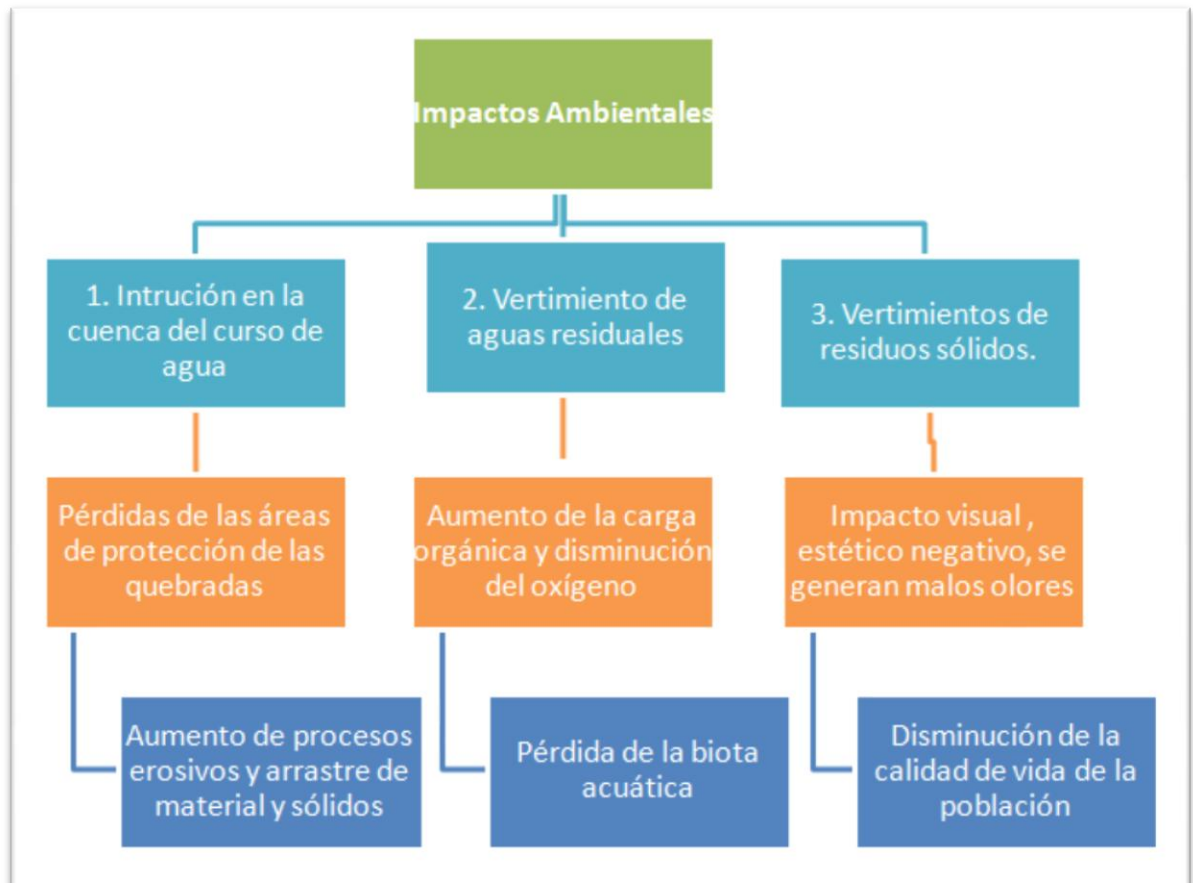 Impactos Ambientales
1. Intrución en la
cuenca del curso de
agua
2. Vertimiento de
aguas residuales
3. Vertimientos de
residuos sólidos.
Pérdidas de las áreas
de protección de las
quebradas
Aumento de la carga
orgánica y disminución
del oxígeno
Impacto visual ,
estético negativo, se
generan malos olores
Aumento de procesos
erosivos y arrastre de
material y sólidos
Pérdida de la biota
acuática
Disminución de la
calidad de vida de la
población